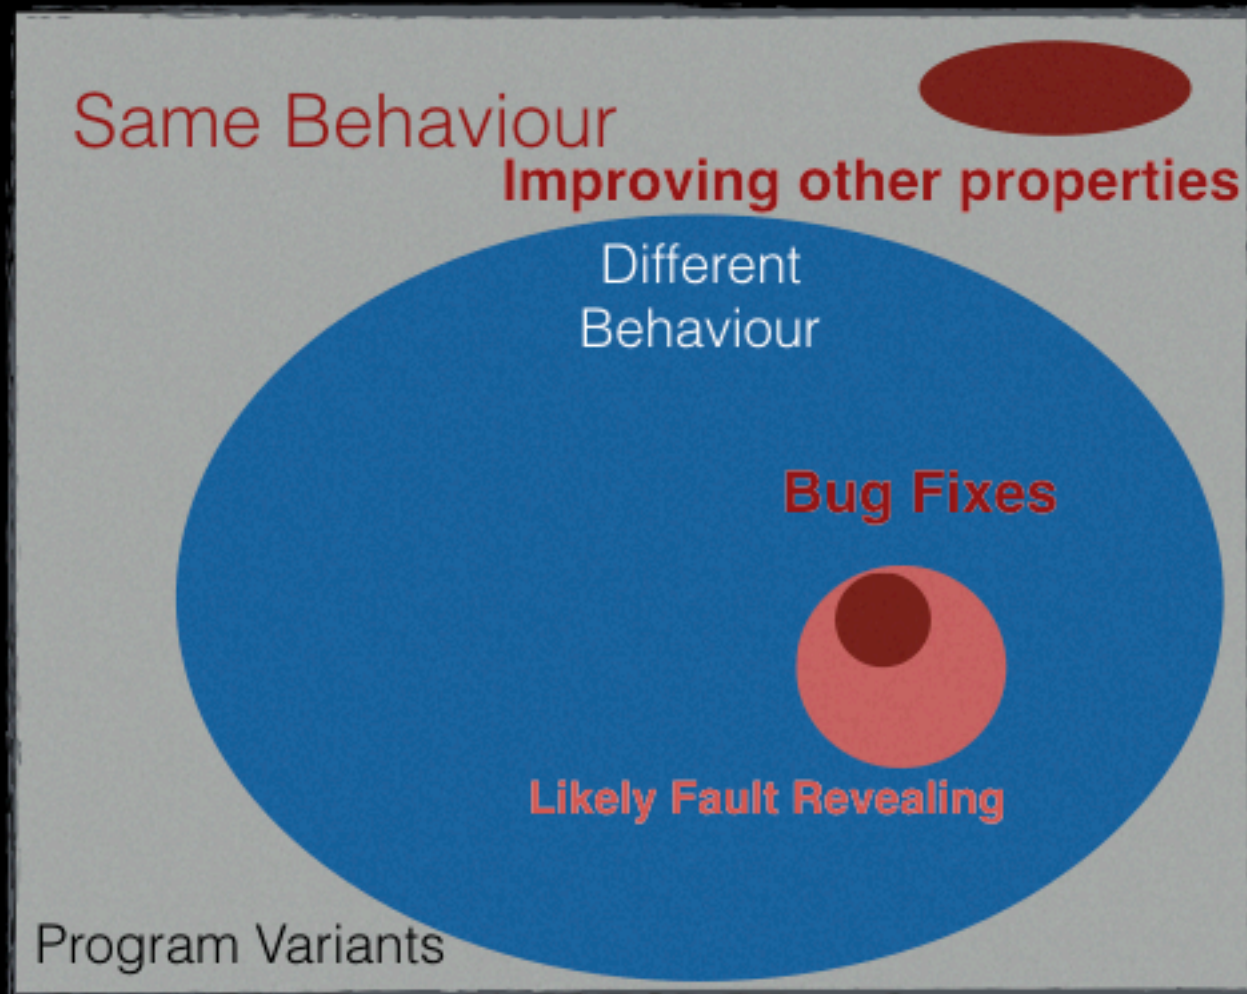 Same Behaviour
Improving other properties
Different
Behaviour
Bug Fixes
Likely Fault Revealing
Program Variants